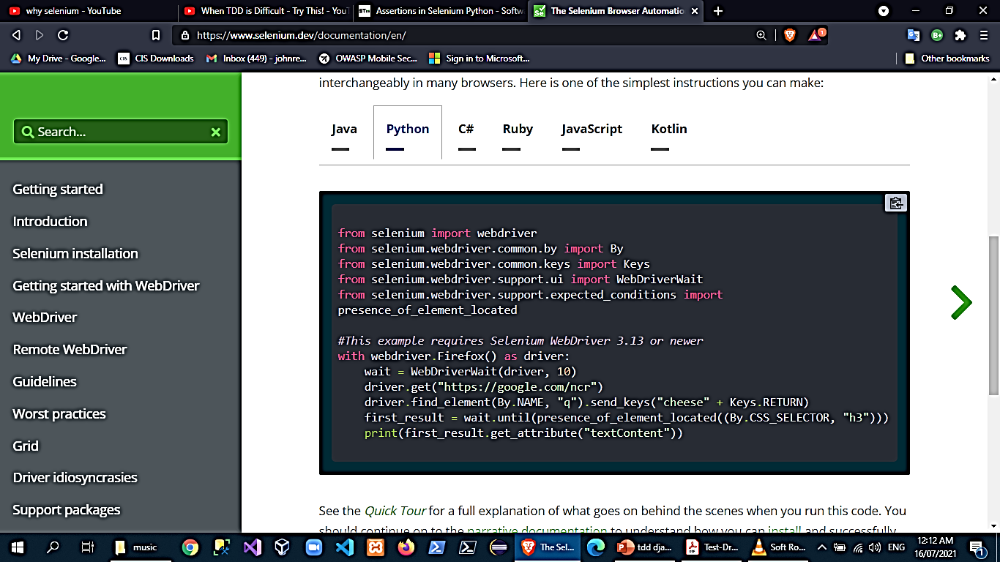 why selenium - YouTube
When TDD is Difficult - Try This! - You
Assertions in Selenium Python - Softw
The Selenium Browser Automatio
https://www.selenium.dev/documentation/en/
1
My Drive - Google...
CIS Downloads
Inbox (449) - johnre...
OWASP Mobile Sec...
Sign in to Microsoft...
Other bookmarks
Search...
Getting started
Introduction
Selenium installation
Getting started with WebDriver
WebDriver
Remote WebDriver
Guidelines
Worst practices
Grid
Driver idiosyncrasies
Support packages
interchangeably in many browsers. Here is one of the simplest instructions you can make:
Java Python C# Ruby JavaScript Kotlin
from selenium import webdriver
from selenium.webdriver.common.by import By
from selenium.webdriver.common.keys import Keys
from selenium.webdriver.support.ui import WebDriverWait
from selenium.webdriver.support.expected_conditions import
presence_of_element_located
#This example requires Selenium WebDriver 3.13 or newer
with webdriver.Firefox() as driver:
    wait = WebDriverWait(driver, 10)
    driver.get("https://google.com/ncr")
    driver.find_element(By.NAME, "q").send_keys("cheese" + Keys.RETURN)
    first_result = wait.until(presence_of_element_located((By.CSS_SELECTOR, "h3")))
    print(first_result.get_attribute("textContent"))
See the Quick Tour for a full explanation of what goes on behind the scenes when you run this code. You
should continue on to the narrative documentation to understand how you can install and successfully
music
The Sel...
tdd dja...
Test-Dr...
Soft Ro...
ENG
12:12 AM
16/07/2021
1